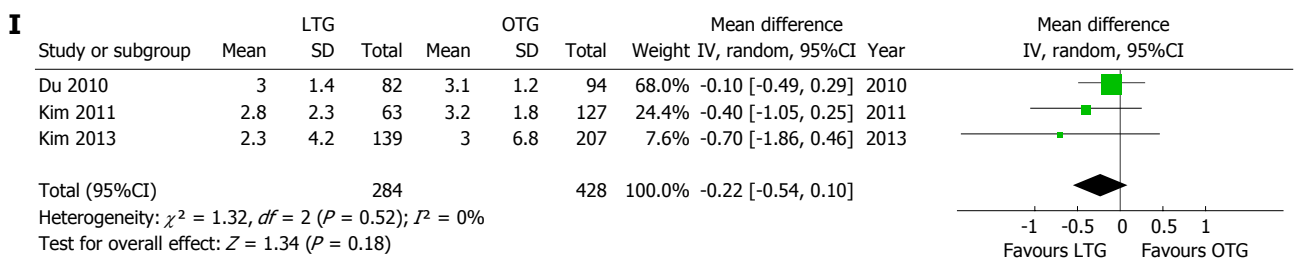 I
LTG OTG Mean difference Mean difference
Study or subgroup Mean SD Total Mean SD Total Weight IV, random, 95%CI Year IV, random, 95%CI
Du 2010 3 1.4 82 3.1 1.2 94 68.0% -0.10 [-0.49, 0.29] 2010
Kim 2011 2.8 2.3 63 3.2 1.8 127 24.4% -0.40 [-1.05, 0.25] 2011
Kim 2013 2.3 4.2 139 3 6.8 207 7.6% -0.70 [-1.86, 0.46] 2013
Total (95%CI) 284 428 100.0% -0.22 [-0.54, 0.10]
Heterogeneity: χ² = 1.32, df = 2 (P = 0.52); I² = 0%
Test for overall effect: Z = 1.34 (P = 0.18)
-1 -0.5 0 0.5 1
Favours LTG Favours OTG